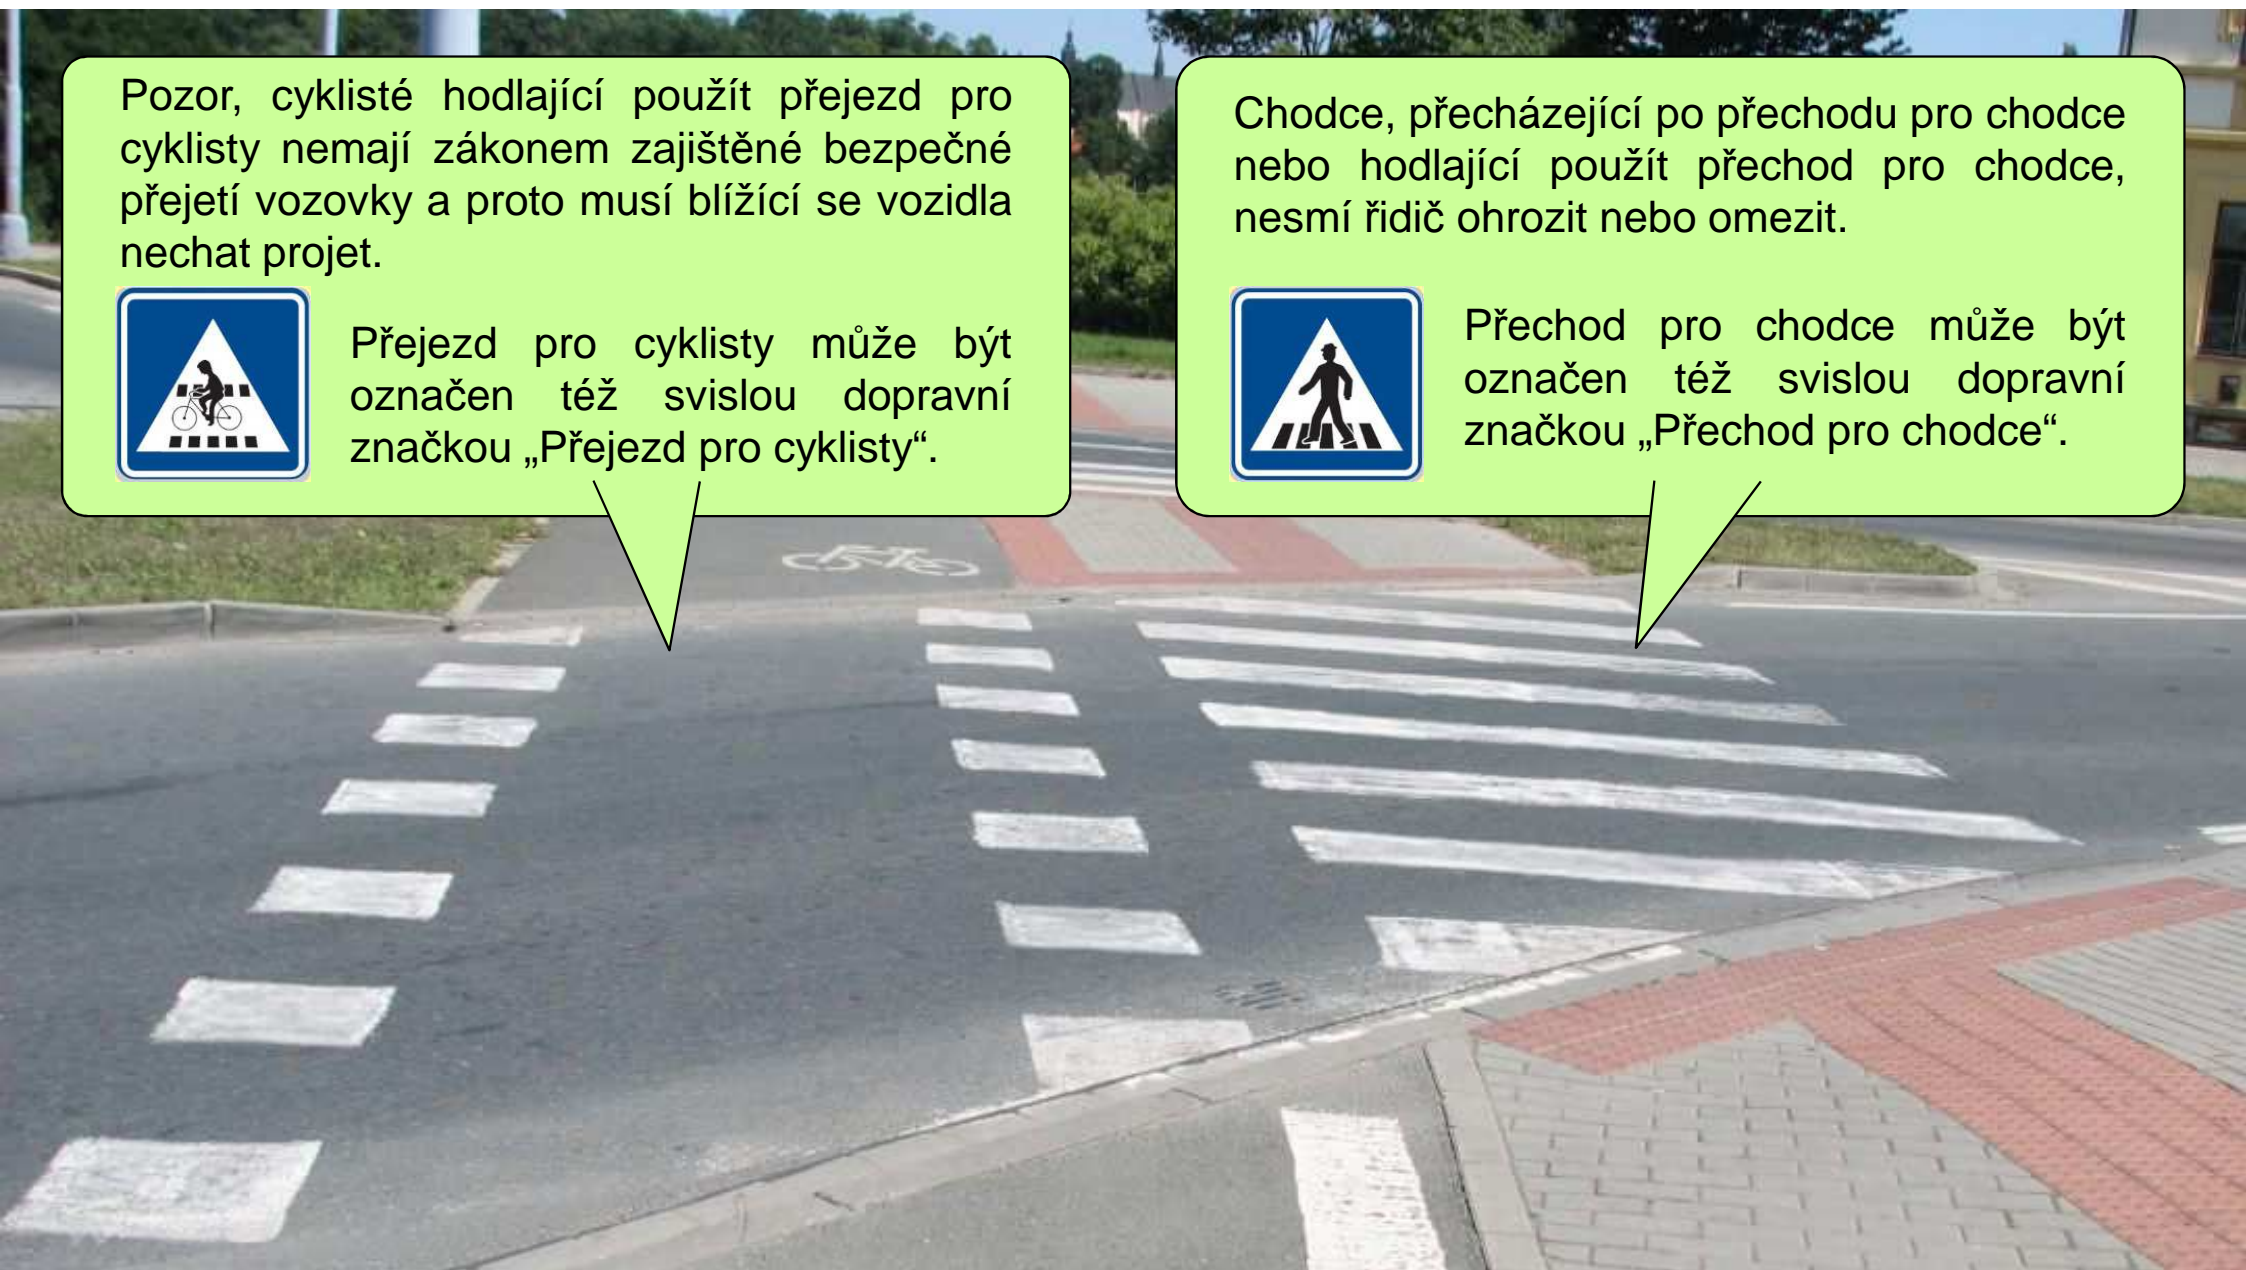 Pozor, cyklisté hodlající použít přejezd pro
cyklisty nemají zákonem zajištěné bezpečné
přejetí vozovky a proto musí blížící se vozidla
nechat projet.
Přejezd pro cyklisty může být
označen též svislou dopravní
značkou „Přejezd pro cyklisty“.
Chodce, přecházející po přechodu pro chodce
nebo hodlající použít přechod pro chodce,
nesmí řidič ohrozit nebo omezit.
Přechod pro chodce může být
označen též svislou dopravní
značkou „Přechod pro chodce“.